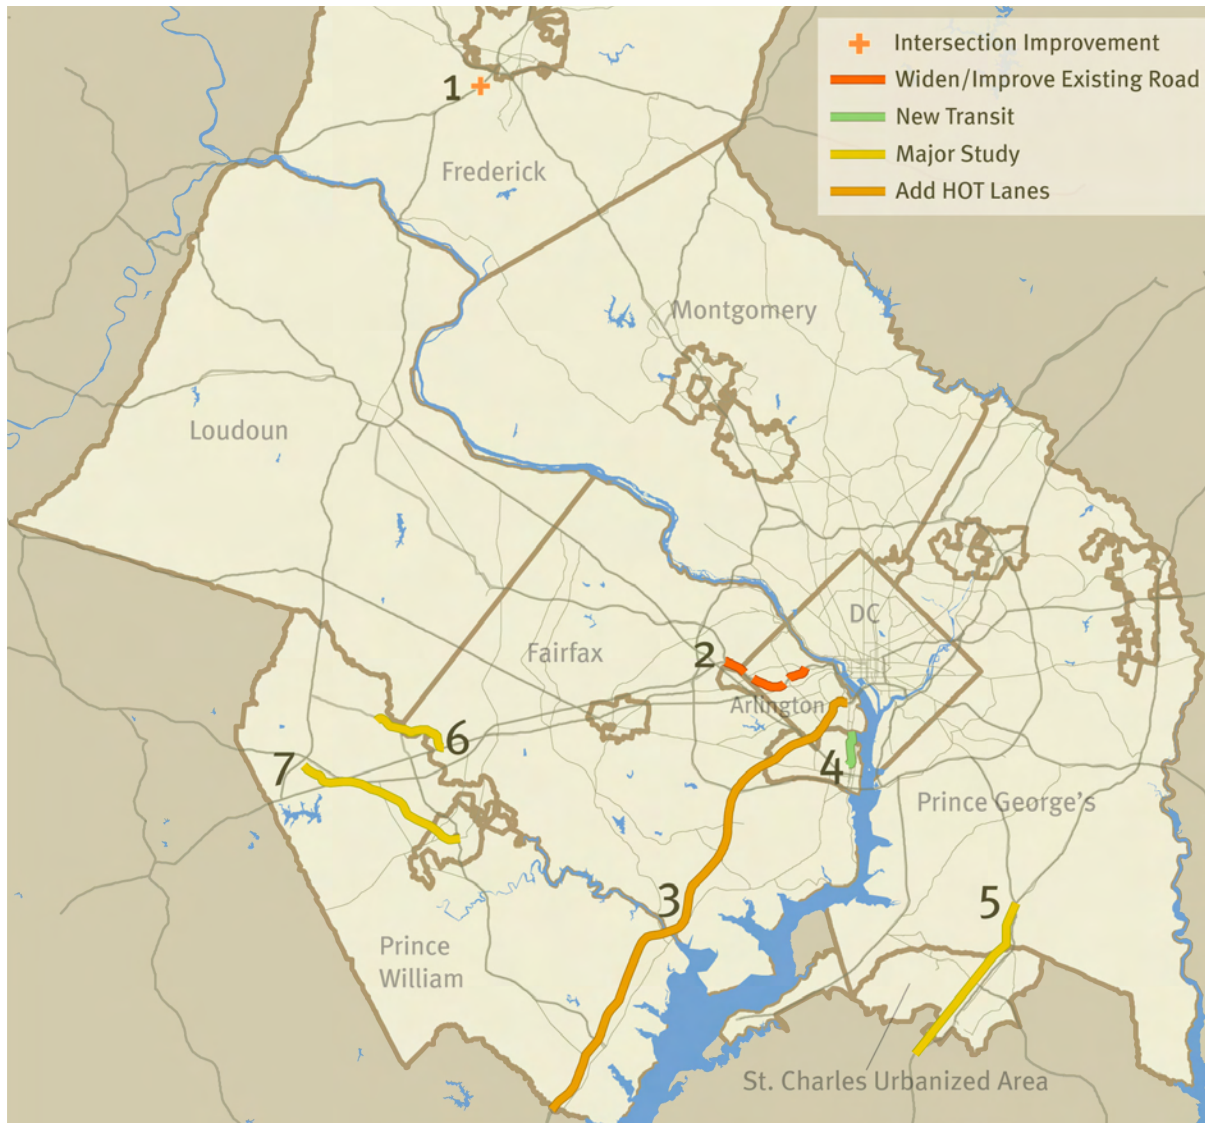 Intersection Improvement
Widen/Improve Existing Road
New Transit
Major Study
Add HOT Lanes
1
Frederick
Montgomery
Loudoun
DC
2
Fairfax
Arlington
6
7
4
Prince George's
3
5
Prince
William
St. Charles Urbanized Area